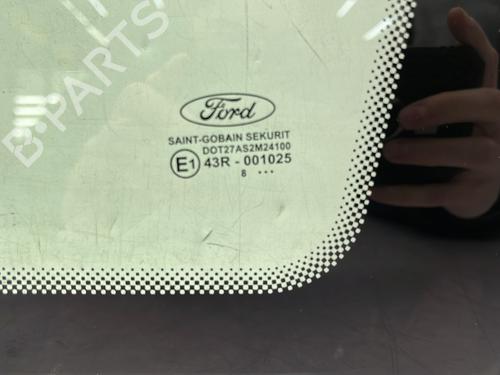 B-PARTS
Ford
SAINT-GOBAIN SEKURIT
DOT27AS2M24100
E1 43R - 001025
8 ...